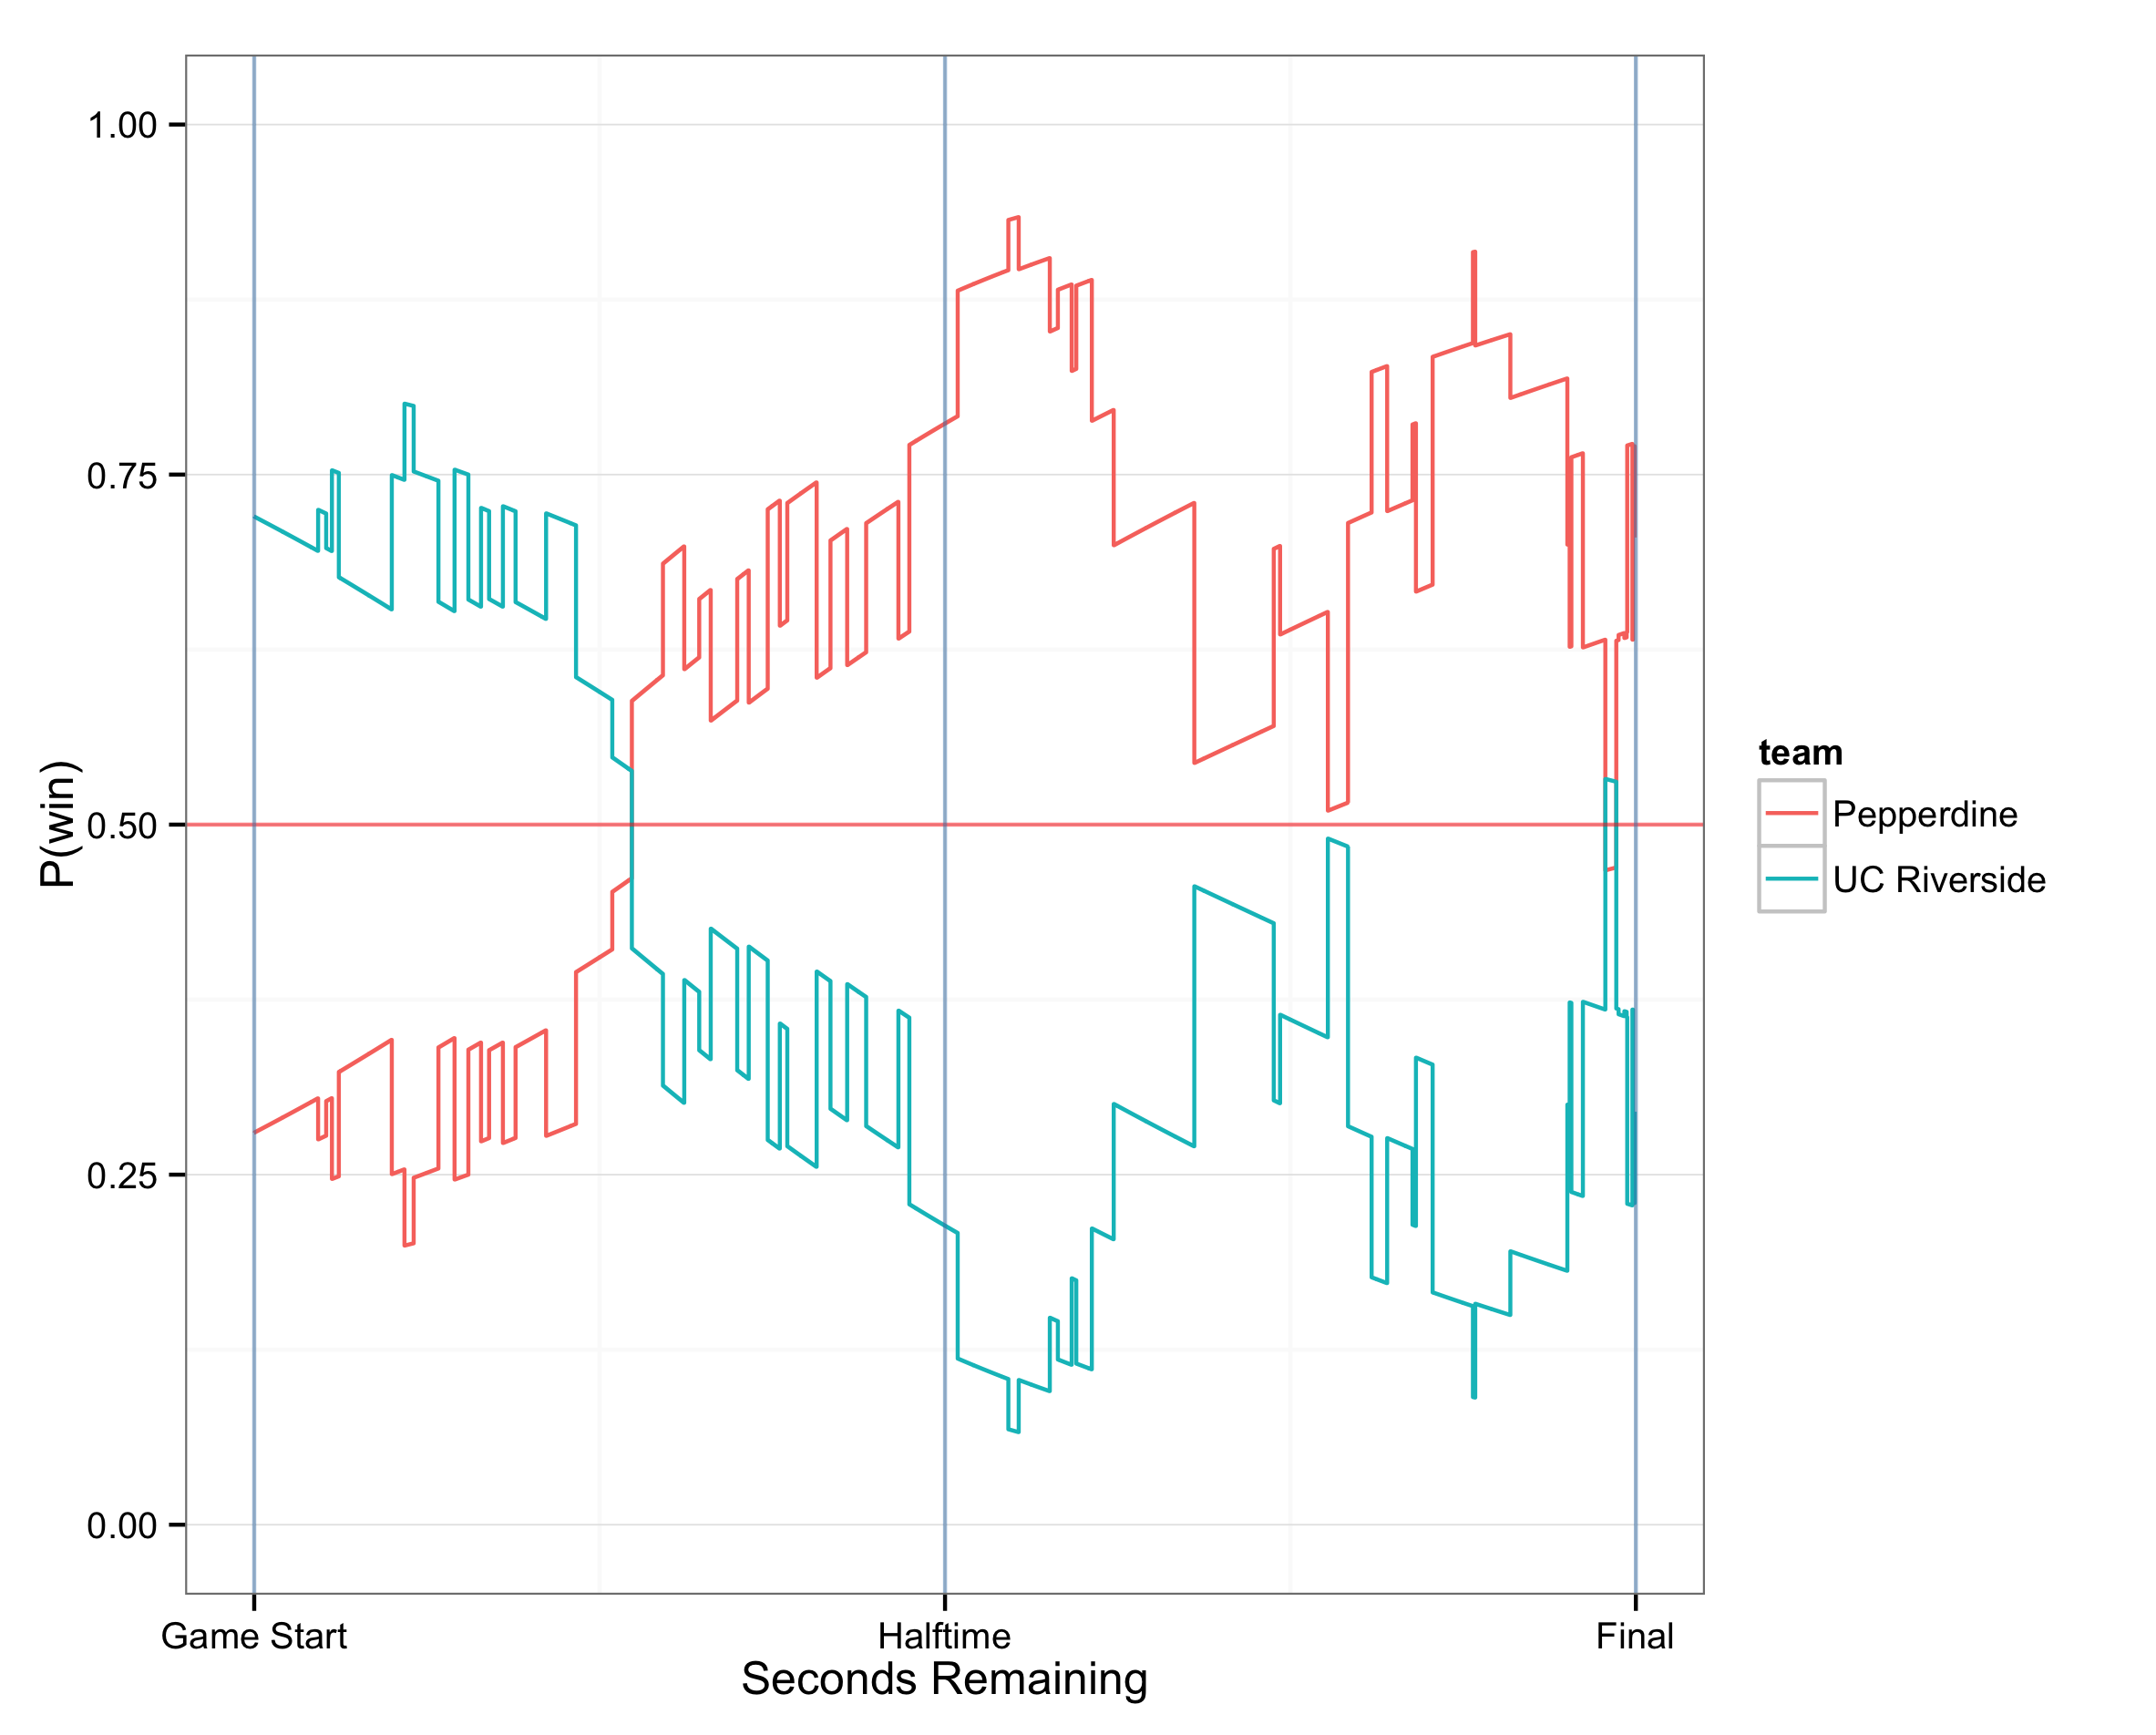 1.00
0.75
0.50
0.25
0.00
P(win)
Game Start
Halftime
Final
Seconds Remaining
team
Pepperdine
UC Riverside